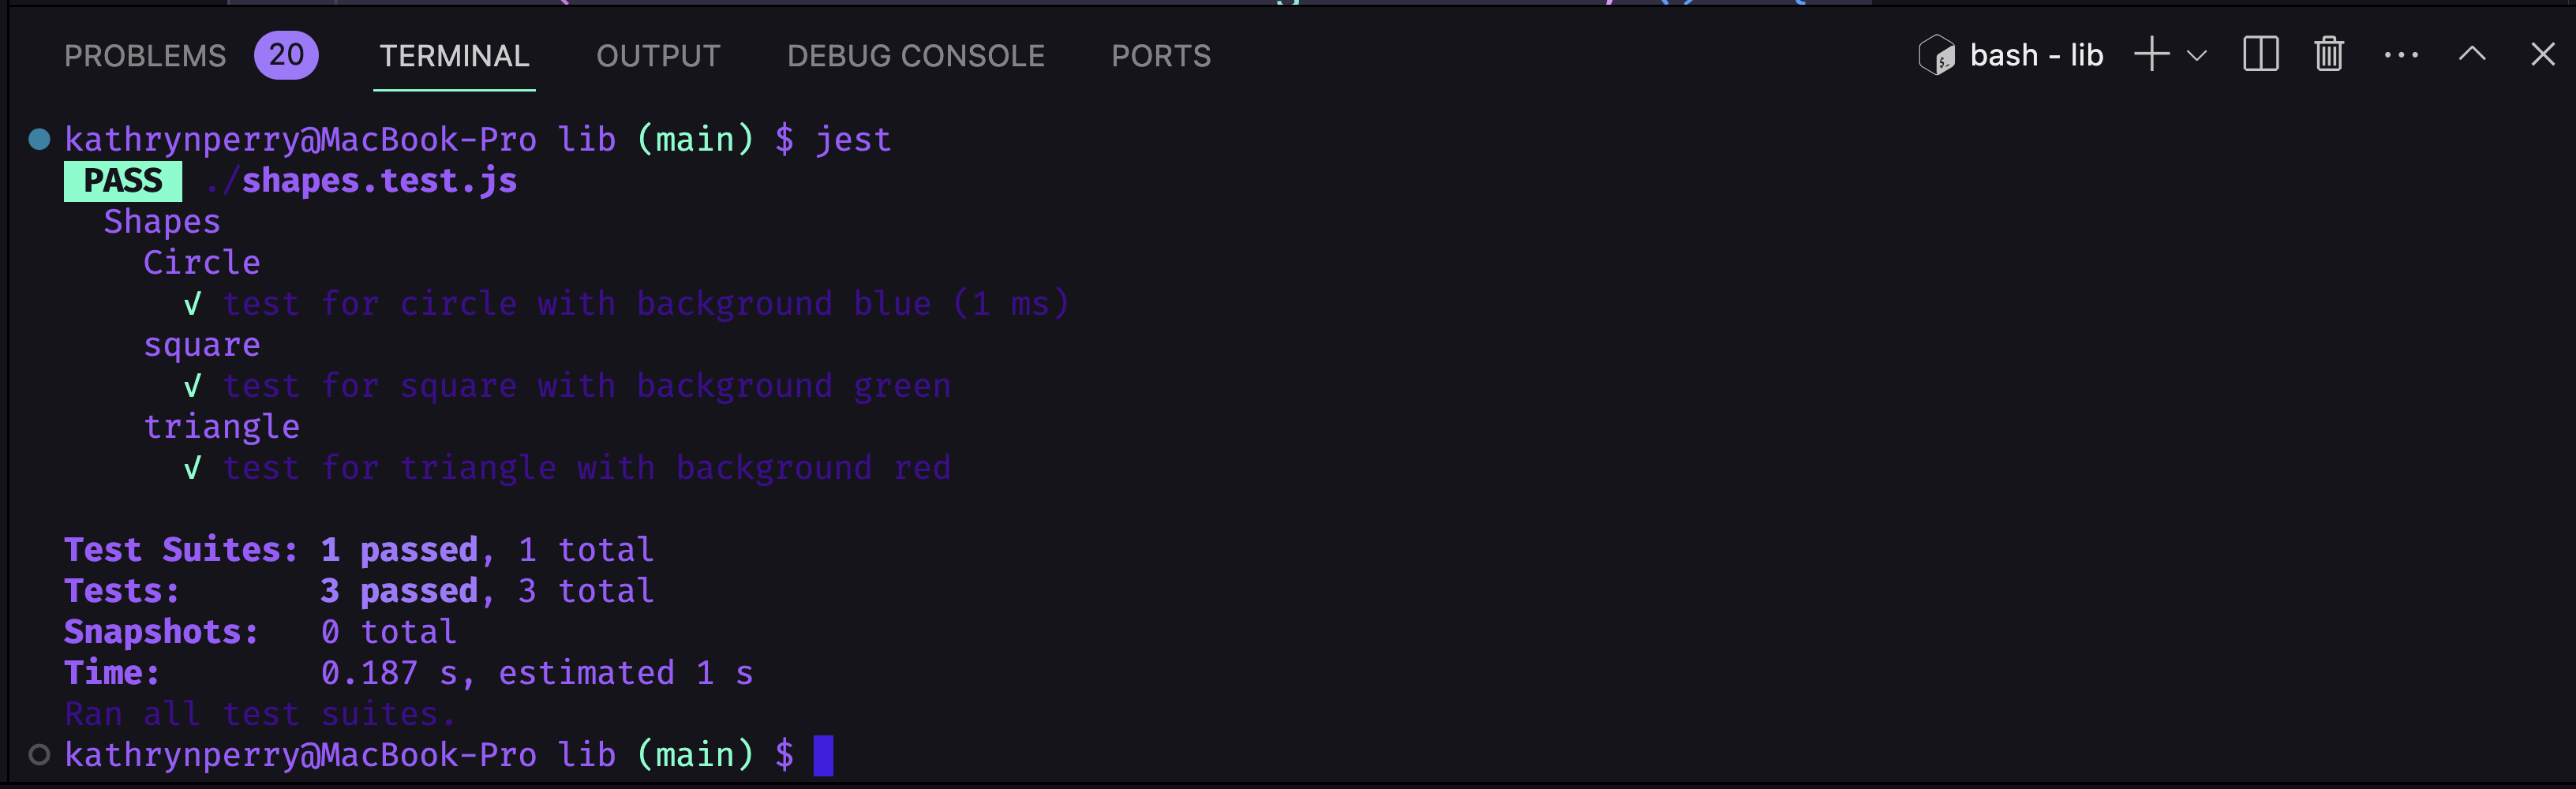 PROBLEMS 20 TERMINAL OUTPUT DEBUG CONSOLE PORTS bash - lib
kathrynperry@MacBook-Pro lib (main) $ jest
PASS ./shapes.test.js
Shapes
Circle
√ test for circle with background blue (1 ms)
square
√ test for square with background green
triangle
√ test for triangle with background red
Test Suites: 1 passed, 1 total
Tests: 3 passed, 3 total
Snapshots: 0 total
Time: 0.187 s, estimated 1 s
Ran all test suites.
kathrynperry@MacBook-Pro lib (main) $